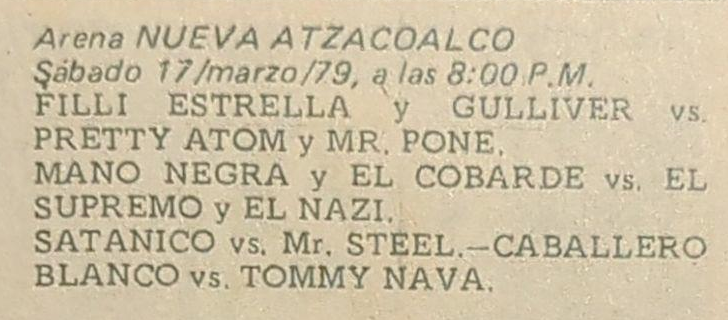 Arena NUEVA ATZACOALCO
Sábado 17/marzo/79, a las 8:00 P.M.
FILLI ESTRELLA y GULLIVER vs.
PRETTY ATOM y MR. PONE.
MANO NEGRA y EL COBARDE vs. EL
SUPREMO y EL NAZI.
SATANICO vs. Mr. STEEL.—CABALLERO
BLANCO vs. TOMMY NAVA.